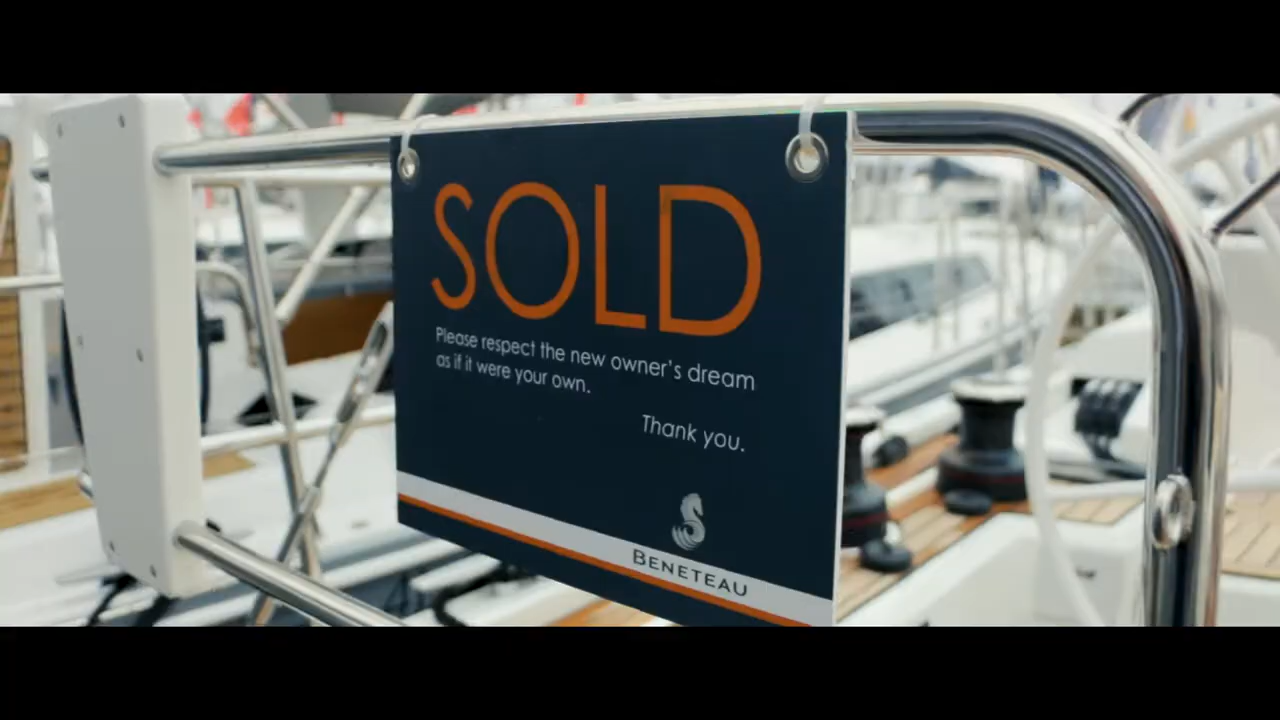 SOLD
Please respect the new owner's dream
as if it were your own.
Thank you.
BENETEAU